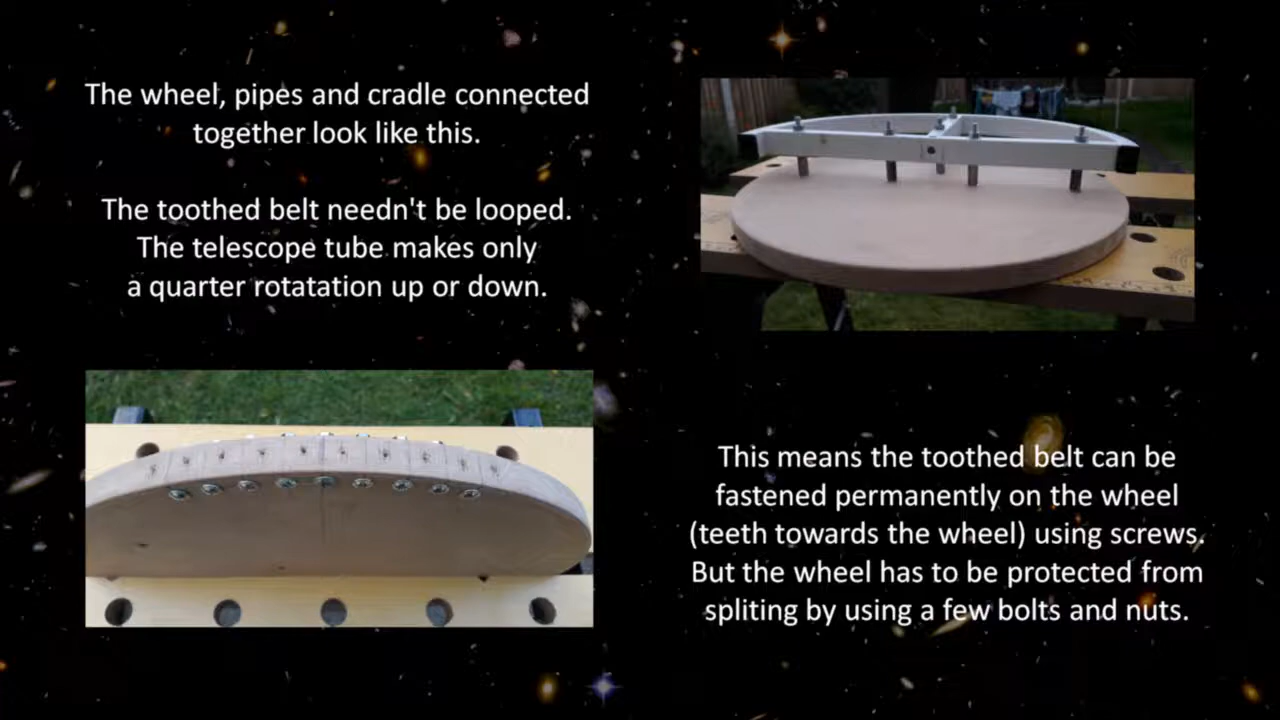 The wheel, pipes and cradle connected
together look like this.
The toothed belt needn't be looped.
The telescope tube makes only
a quarter rotatation up or down.
This means the toothed belt can be
fastened permanently on the wheel
(teeth towards the wheel) using screws.
But the wheel has to be protected from
spliting by using a few bolts and nuts.